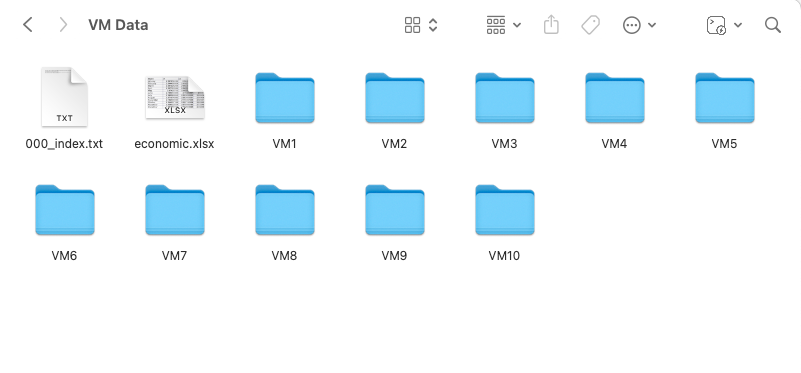 VM Data
TXT
XLSX
000_index.txt
economic.xlsx
VM1
VM2
VM3
VM4
VM5
VM6
VM7
VM8
VM9
VM10